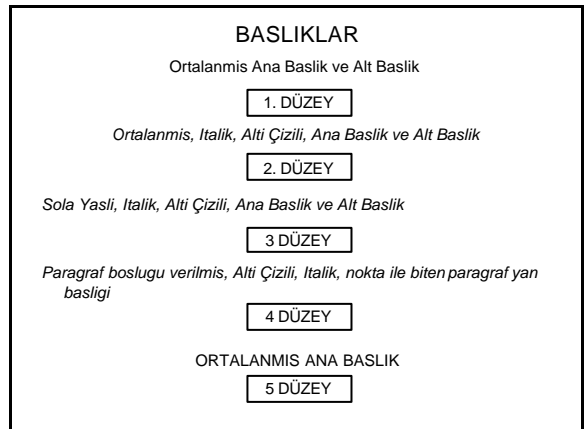 BASLIKLAR
Ortalanmis Ana Baslik ve Alt Baslik
1. DÜZEY
Ortalanmis, Italik, Alti Çizili, Ana Baslik ve Alt Baslik
2. DÜZEY
Sola Yasli, Italik, Alti Çizili, Ana Baslik ve Alt Baslik
3 DÜZEY
Paragraf boslugu verilmis, Alti Çizili, Italik, nokta ile biten paragraf yan
basligi
4 DÜZEY
ORTALANMIS ANA BASLIK
5 DÜZEY